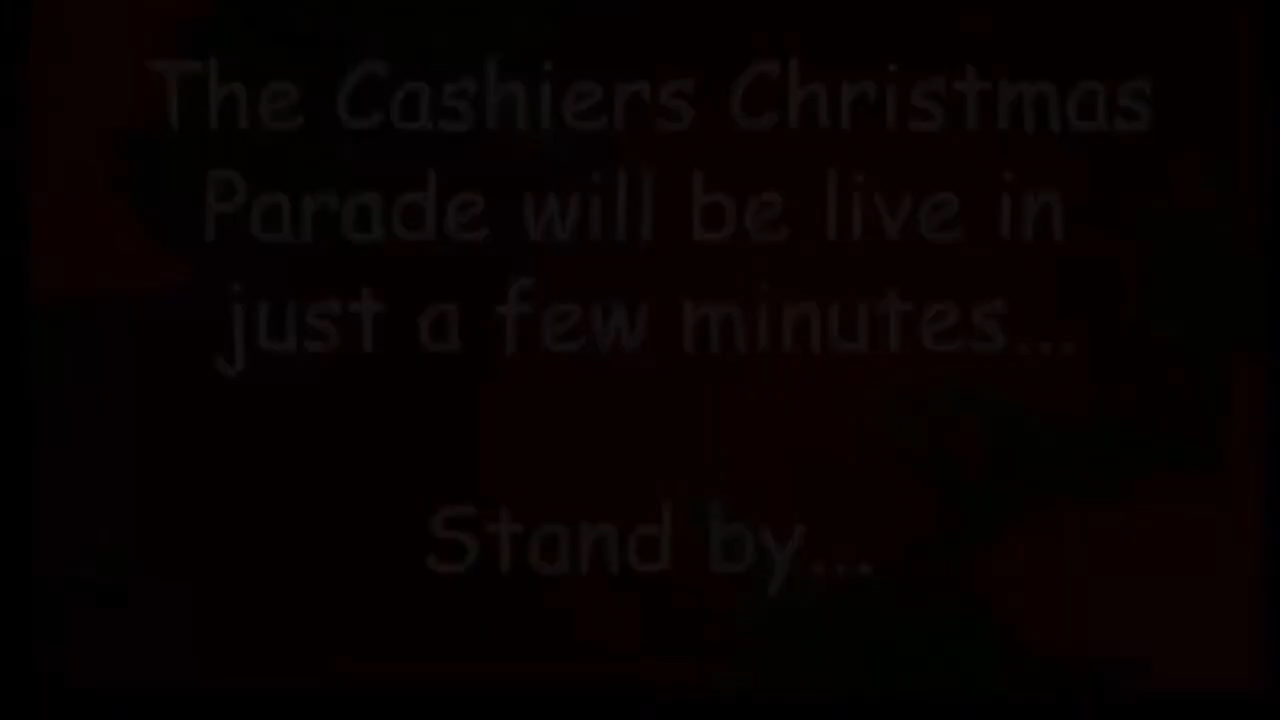 The Cashiers Christmas
Parade will be live in
just a few minutes...
Stand by...